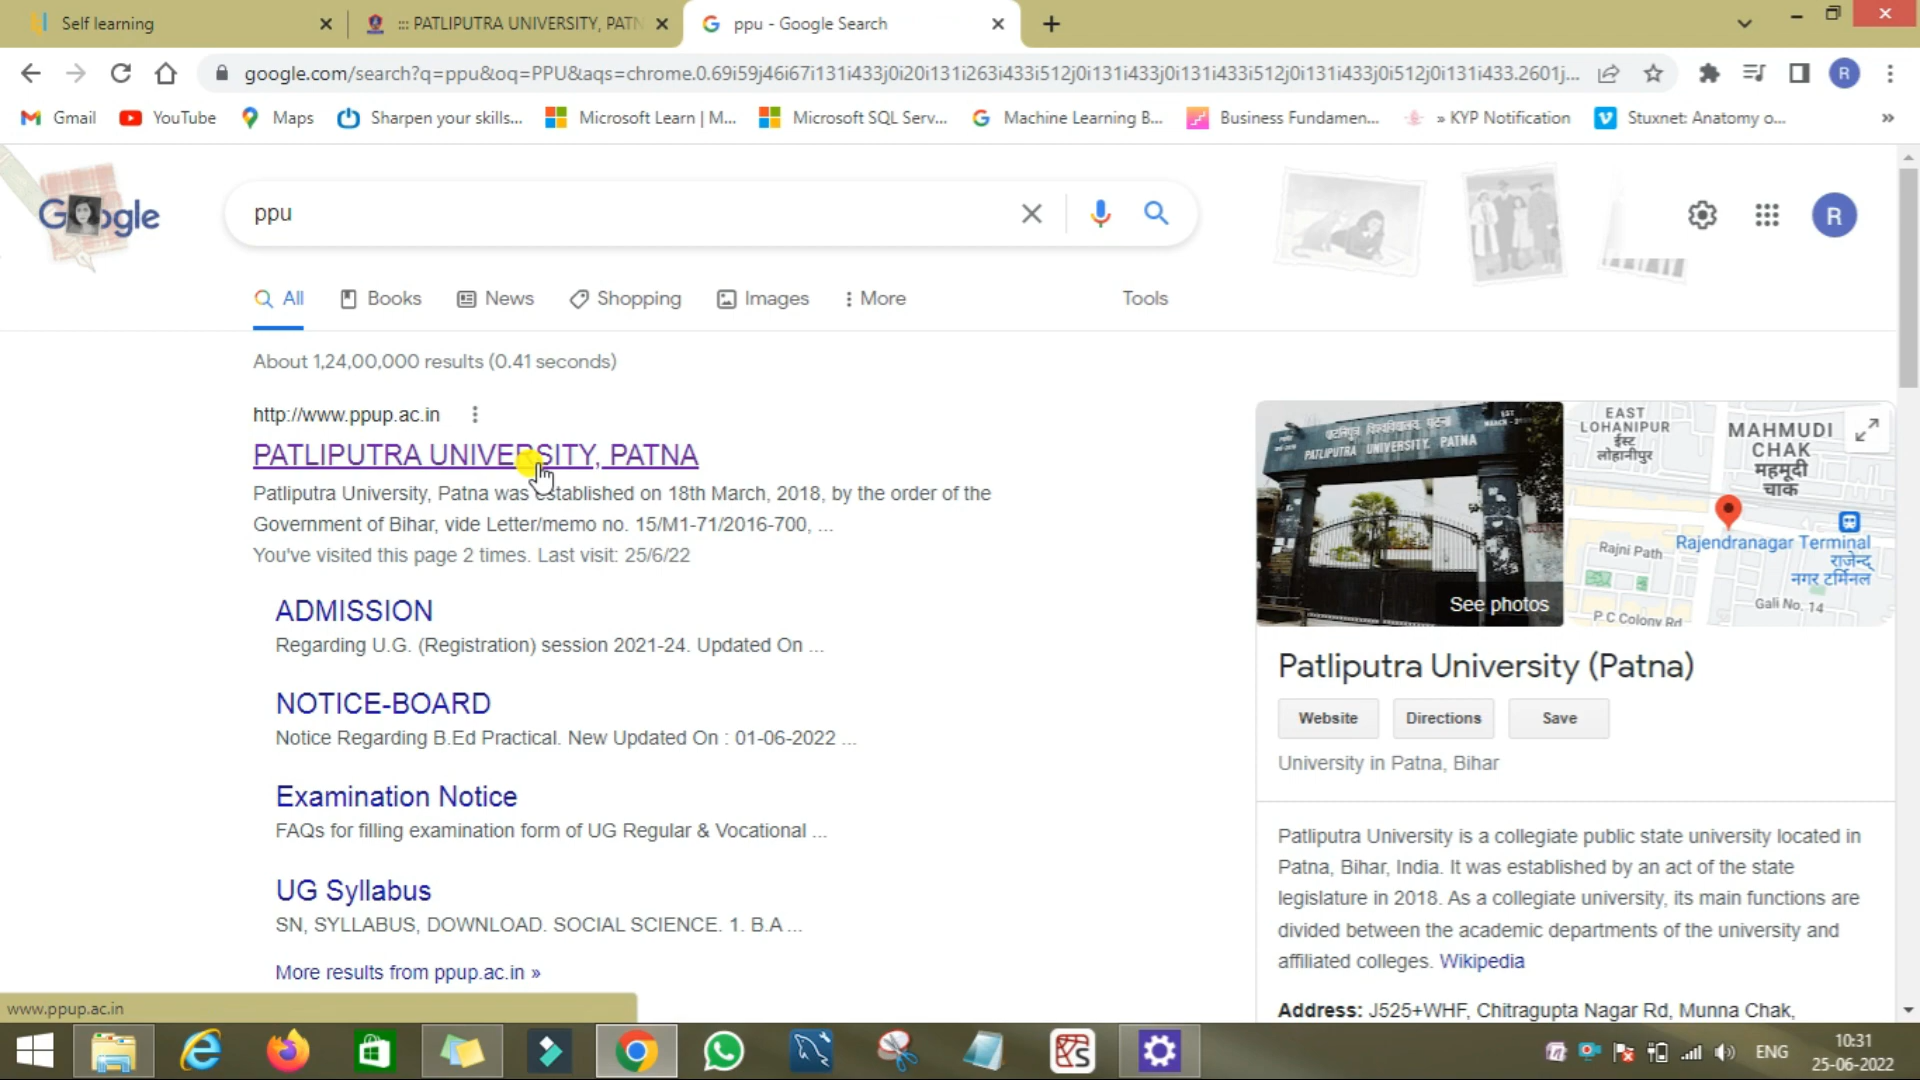 Self learning
::: PATLIPUTRA UNIVERSITY, PATN
ppu - Google Search
google.com/search?q=ppu&oq=PPU&aqs=chrome.0.69i59j46i67i131i433j0i20i131i263i433i512j0i131i433j0i131i433i512j0i131i433j0i512j0i131i433.2601j...
R
Gmail
YouTube
Maps
Sharpen your skills...
Microsoft Learn | M...
Microsoft SQL Serv...
Machine Learning B...
Business Fundamen...
» KYP Notification
Stuxnet: Anatomy o...
»
Google
ppu
R
All
Books
News
Shopping
Images
More
Tools
About 1,24,00,000 results (0.41 seconds)
http://www.ppup.ac.in
PATLIPUTRA UNIVERSITY, PATNA
Patliputra University, Patna was established on 18th March, 2018, by the order of the
Government of Bihar, vide Letter/memo no. 15/M1-71/2016-700, ...
You've visited this page 2 times. Last visit: 25/6/22
ADMISSION
Regarding U.G. (Registration) session 2021-24. Updated On ...
NOTICE-BOARD
Notice Regarding B.Ed Practical. New Updated On : 01-06-2022 ...
Examination Notice
FAQs for filling examination form of UG Regular & Vocational ...
UG Syllabus
SN, SYLLABUS, DOWNLOAD. SOCIAL SCIENCE. 1. B.A ...
More results from ppup.ac.in »
PATLIPUTRA UNIVERSITY, PATNA
See photos
EAST
LOHANIPUR
ईस्ट
लोहानीपुर
MAHMUDI
CHAK
महमूदी
चाक
Rajni Path
Rajendranagar Terminal
राजेन्द्र
नगर टर्मिनल
Gali No. 14
P C Colony Rd
Patliputra University (Patna)
Website
Directions
Save
University in Patna, Bihar
Patliputra University is a collegiate public state university located in
Patna, Bihar, India. It was established by an act of the state
legislature in 2018. As a collegiate university, its main functions are
divided between the academic departments of the university and
affiliated colleges. Wikipedia
Address: J525+WHF, Chitragupta Nagar Rd, Munna Chak,
www.ppup.ac.in
ENG
10:31
25-06-2022